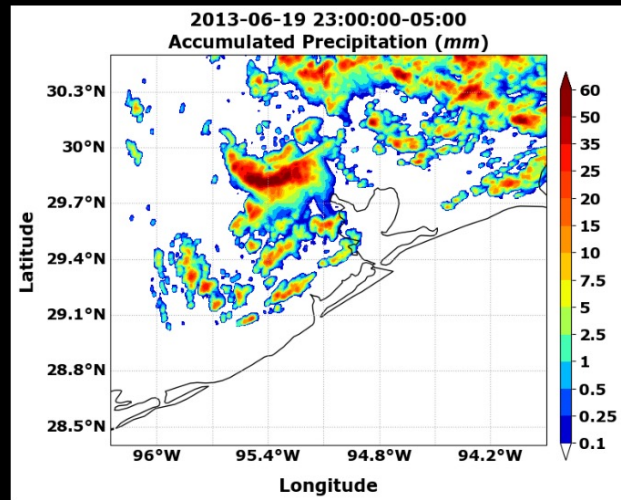 2013-06-19 23:00:00-05:00
Accumulated Precipitation (mm)
30.3°N
30°N
29.7°N
29.4°N
29.1°N
28.8°N
28.5°N
Latitude
96°W 95.4°W 94.8°W 94.2°W
Longitude
60
50
35
25
20
15
10
7.5
5
2.5
1
0.5
0.25
0.1